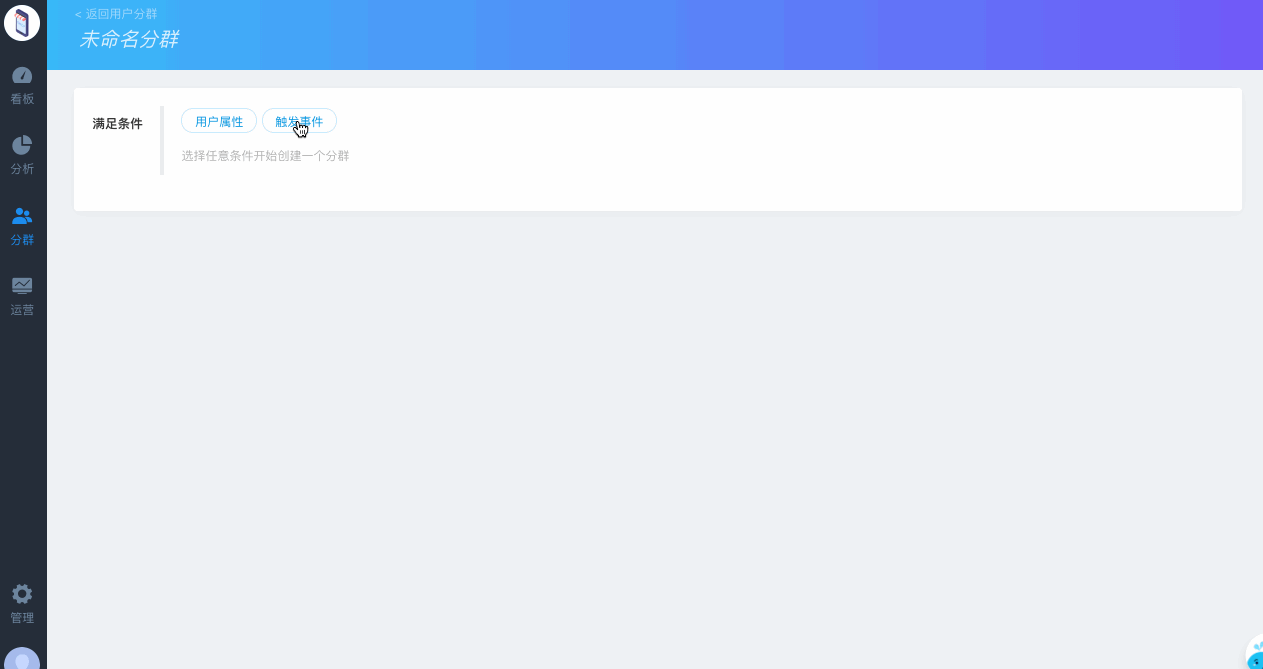 < 返回用户分群
未命名分群
看板
分析
分群
运营
管理
满足条件
用户属性
触发事件
选择任意条件开始创建一个分群